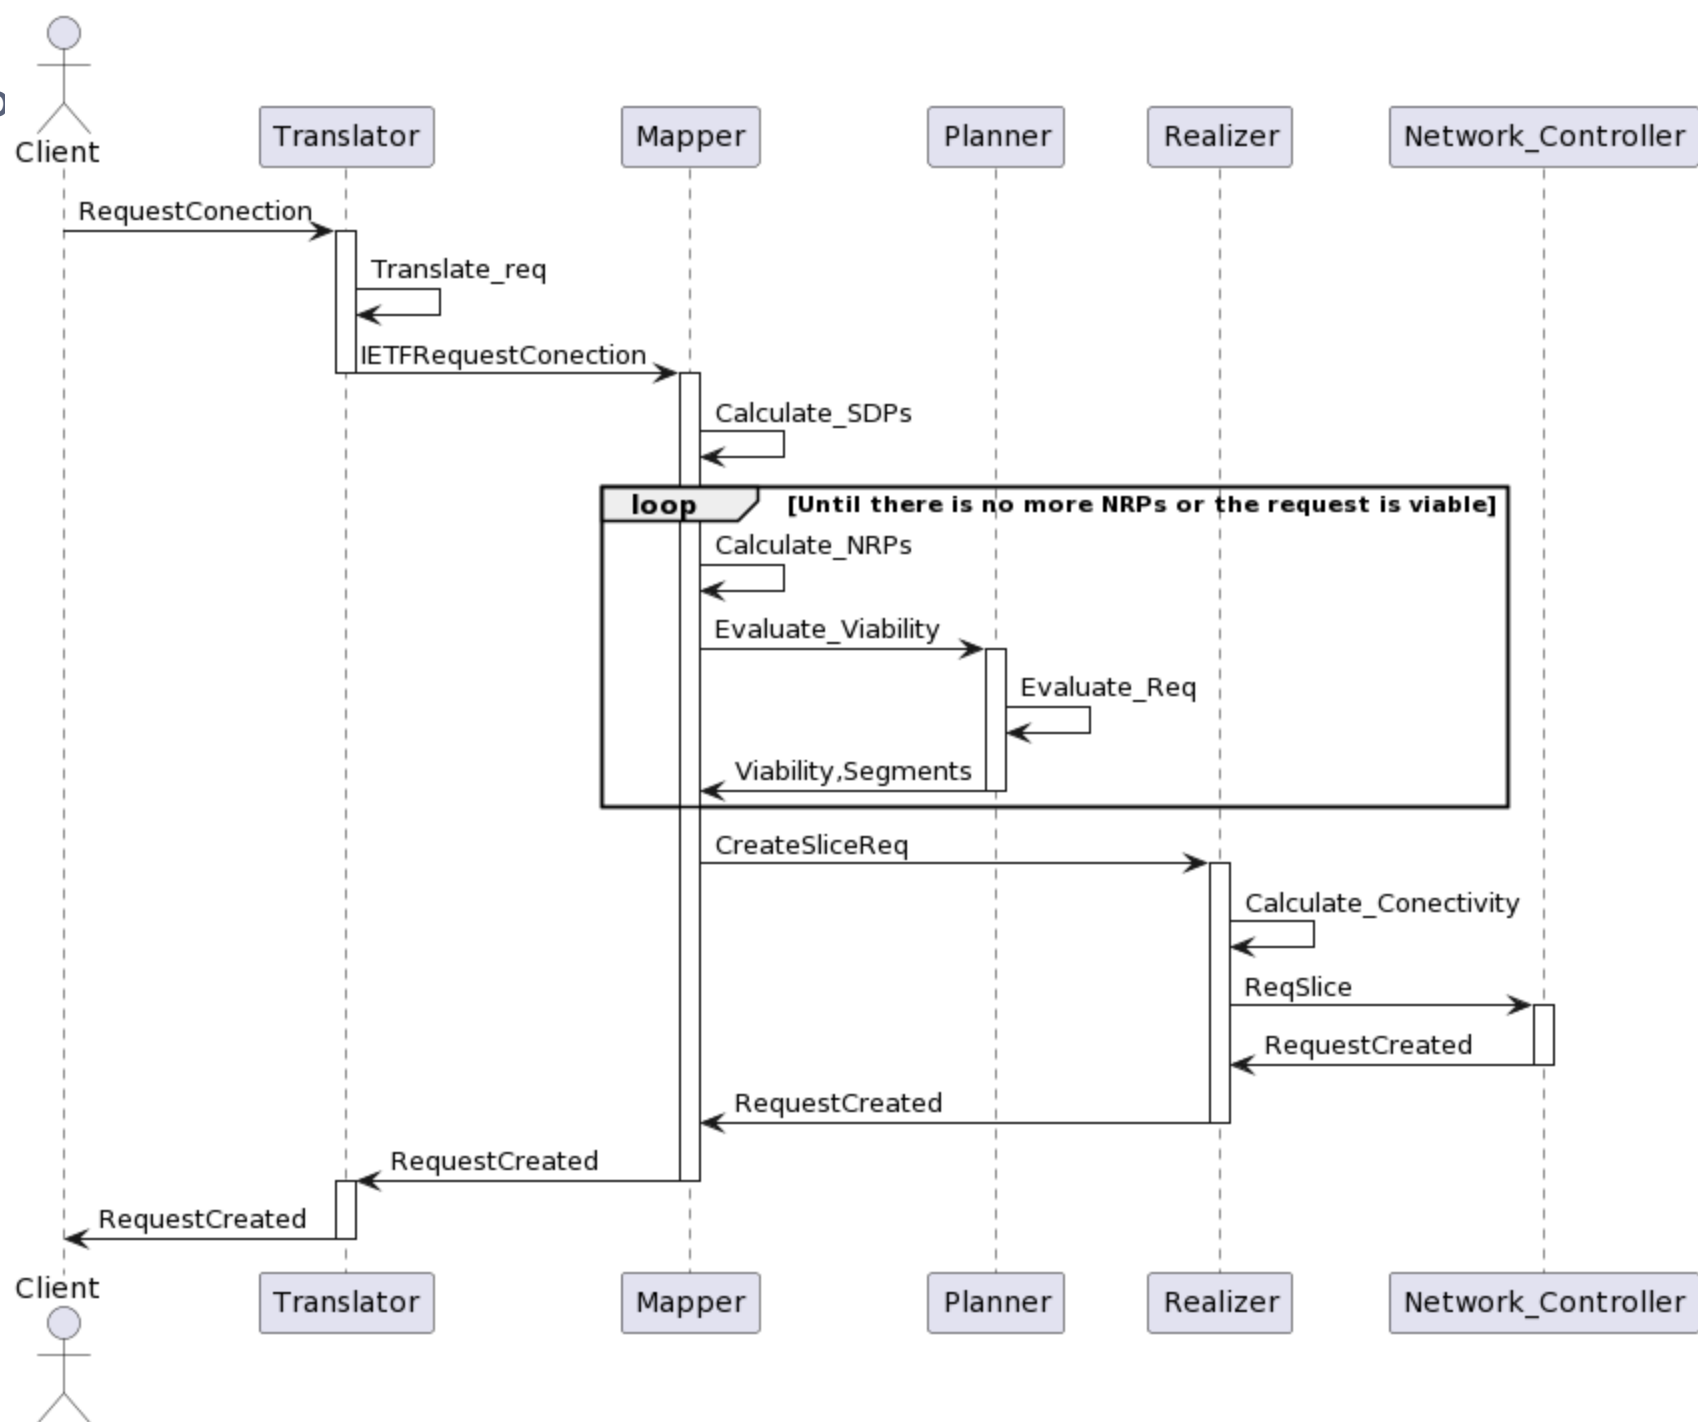 Client
Translator
Mapper
Planner
Realizer
Network_Controller
RequestConection
Translate_req
IETFRequestConection
Calculate_SDPs
loop
[Until there is no more NRPs or the request is viable]
Calculate_NRPs
Evaluate_Viability
Evaluate_Req
Viability,Segments
CreateSliceReq
Calculate_Conectivity
ReqSlice
RequestCreated
RequestCreated
RequestCreated
RequestCreated
Client
Translator
Mapper
Planner
Realizer
Network_Controller